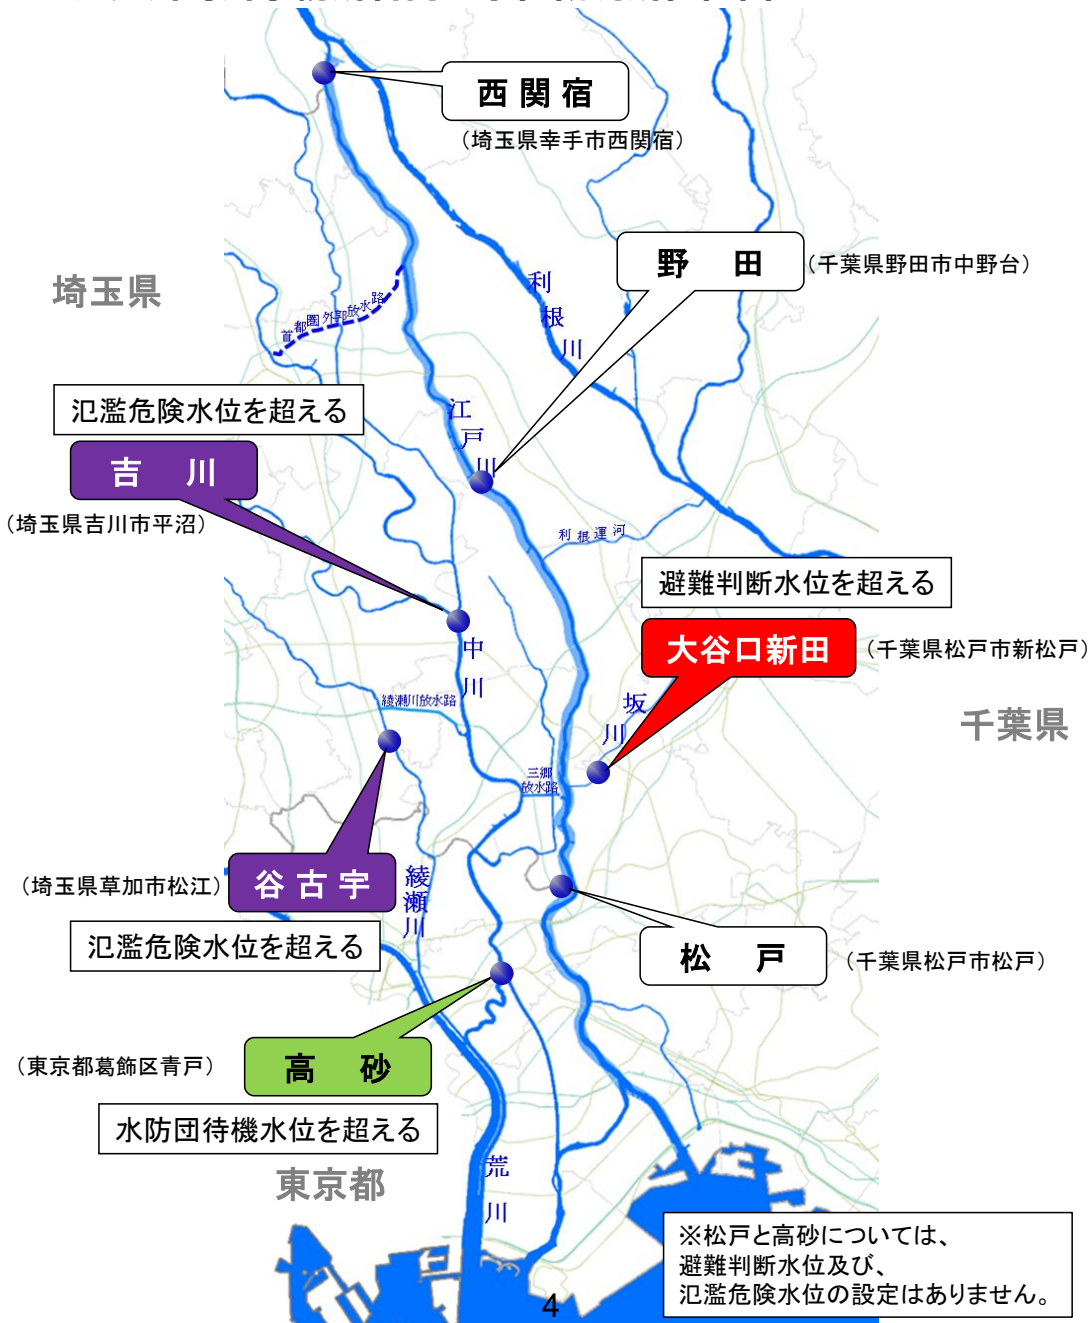 西関宿
（埼玉県幸手市西関宿）
野　田
（千葉県野田市中野台）
埼玉県
利根川
首都圏外郭放水路
氾濫危険水位を超える
江戸川
吉　川
（埼玉県吉川市平沼）
利根運河
避難判断水位を超える
大谷口新田
（千葉県松戸市新松戸）
中川
綾瀬川放水路
坂川
千葉県
三郷
放水路
谷古宇
（埼玉県草加市松江）
綾瀬川
氾濫危険水位を超える
松　戸
（千葉県松戸市松戸）
高　砂
（東京都葛飾区青戸）
水防団待機水位を超える
東京都
荒川
※松戸と高砂については、
避難判断水位及び、
氾濫危険水位の設定はありません。
4